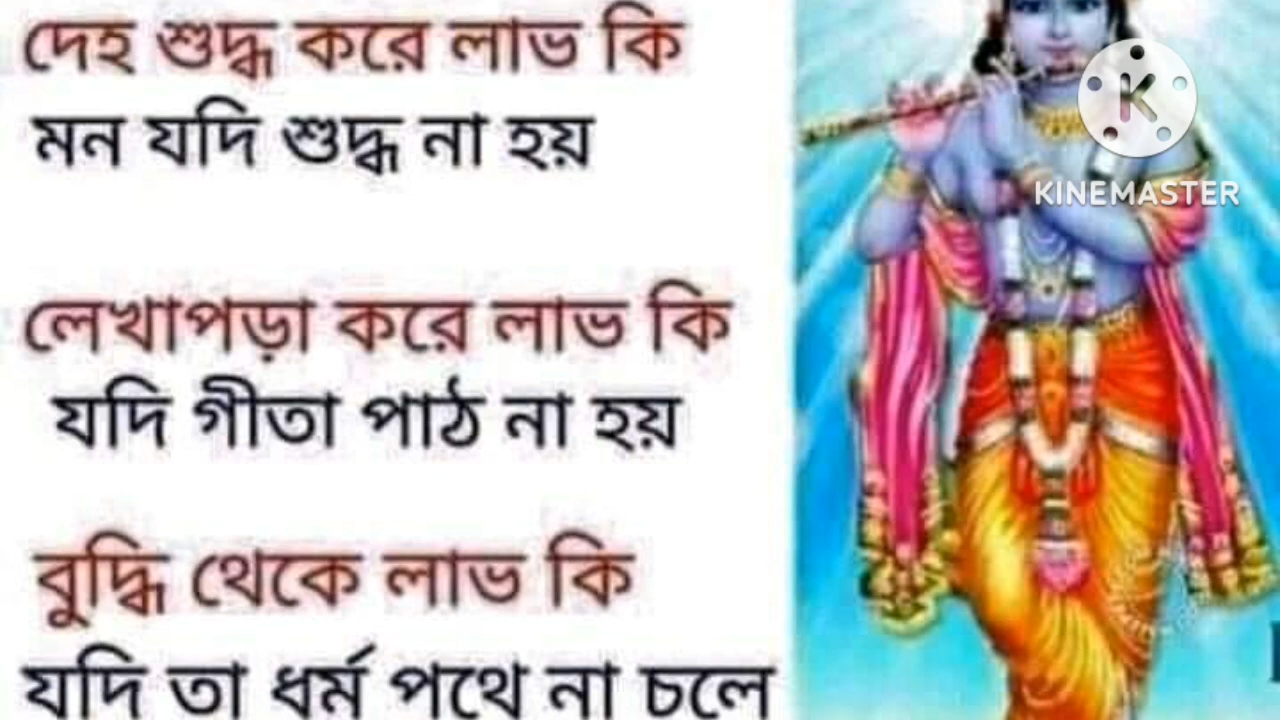 দেহ শুদ্ধ করে লাভ কি
মন যদি শুদ্ধ না হয়
লেখাপড়া করে লাভ কি
যদি গীতা পাঠ না হয়
বুদ্ধি থেকে লাভ কি
যদি তা ধর্ম পথে না চলে
K
KINEMASTER